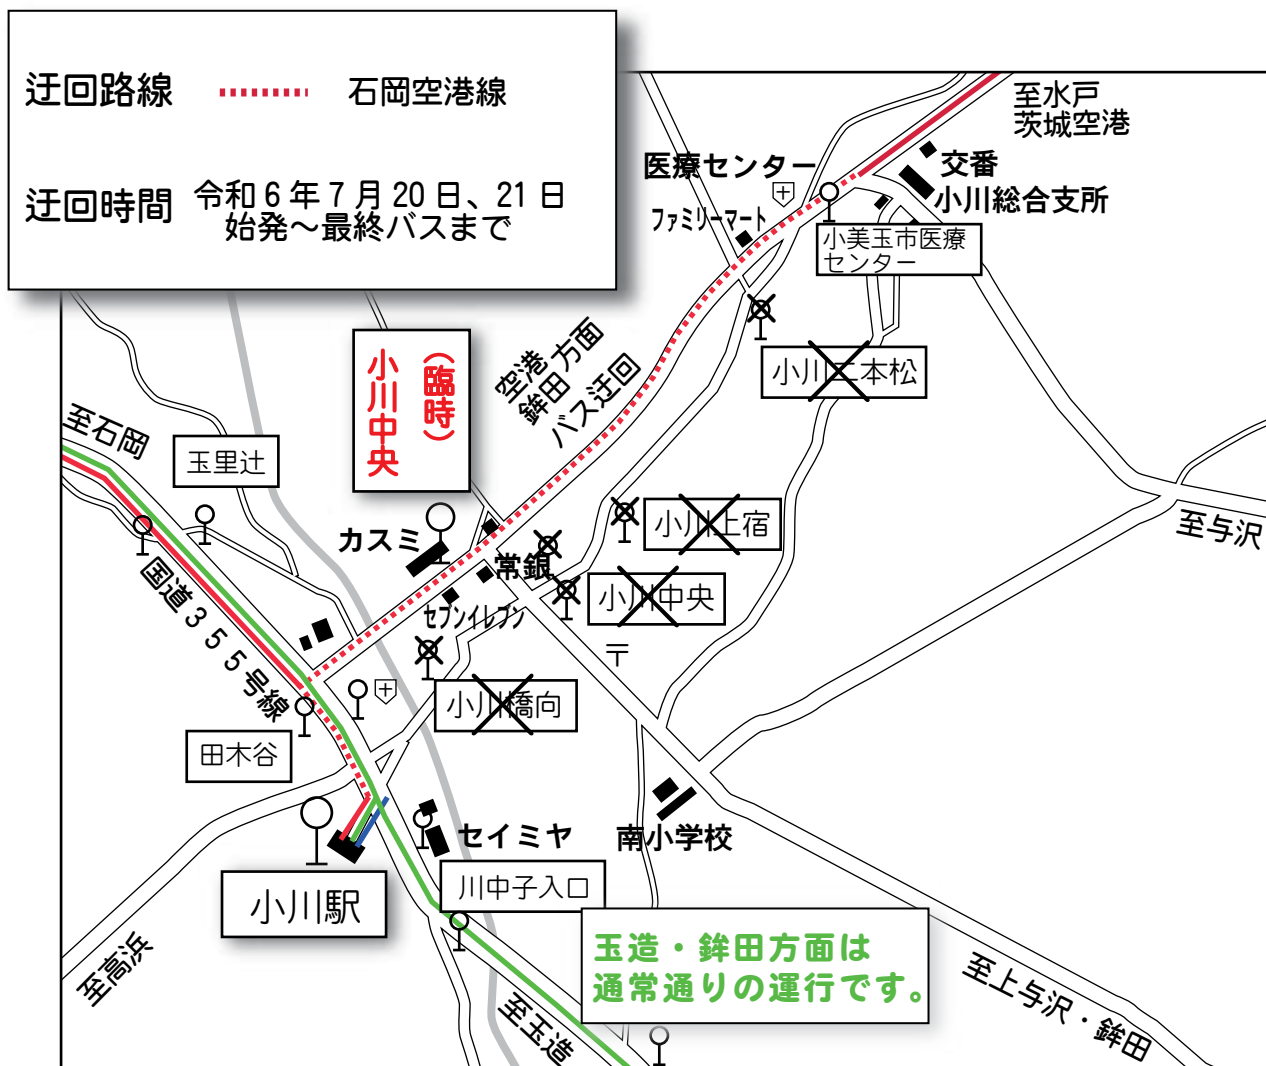 迂回路線
石岡空港線
迂回時間
令和6年7月20日、21日
始発～最終バスまで
至水戸
茨城空港
医療センター
交番
小川総合支所
ファミリーマート
小美玉市医療
センター
小川二本松
空港方面
鉾田
バス迂回
(臨時)
小川中央
至石岡
玉里辻
カスミ
常銀
小川上宿
至与沢
小川中央
セブンイレブン
〒
国道355号線
小川橋向
田木谷
セイミヤ
南小学校
小川駅
川中子入口
至高浜
玉造・鉾田方面は
通常通りの運行です。
至玉造
至上与沢・鉾田